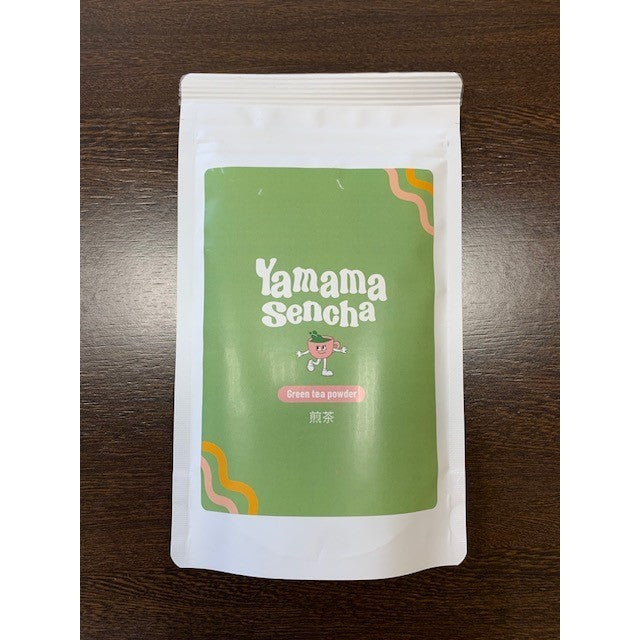 Yamama
sencha
Green tea powder
煎茶